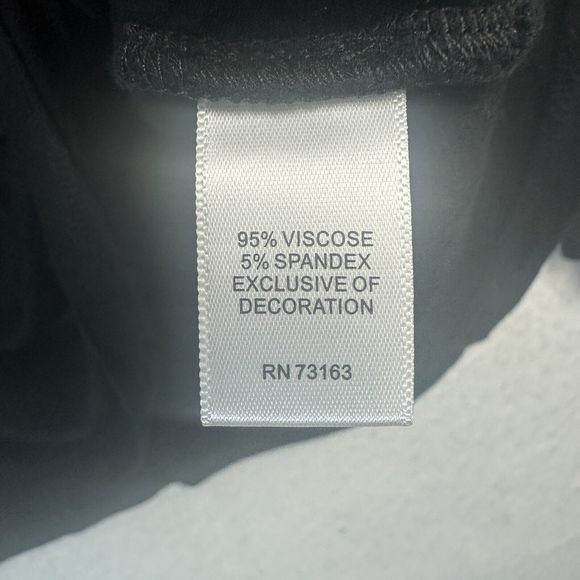 95% VISCOSE
5% SPANDEX
EXCLUSIVE OF
DECORATION
RN 73163